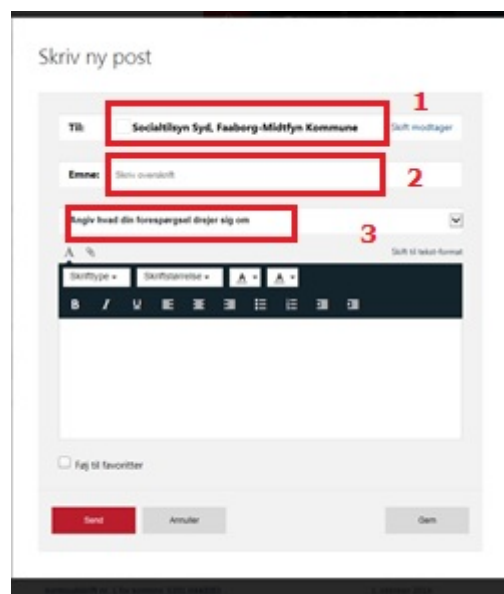 Skriv ny post
1
Til: Socialtilsyn Syd, Faaborg-Midtfyn Kommune Skift modtager
Emne: Skriv overskrift 2
Angiv hvad din forespørgsel drejer sig om
3
Skift til tekst-format
Skrifttype Skriftstørrelse A A
B I U
Føj til favoritter
Send Annuller Gem